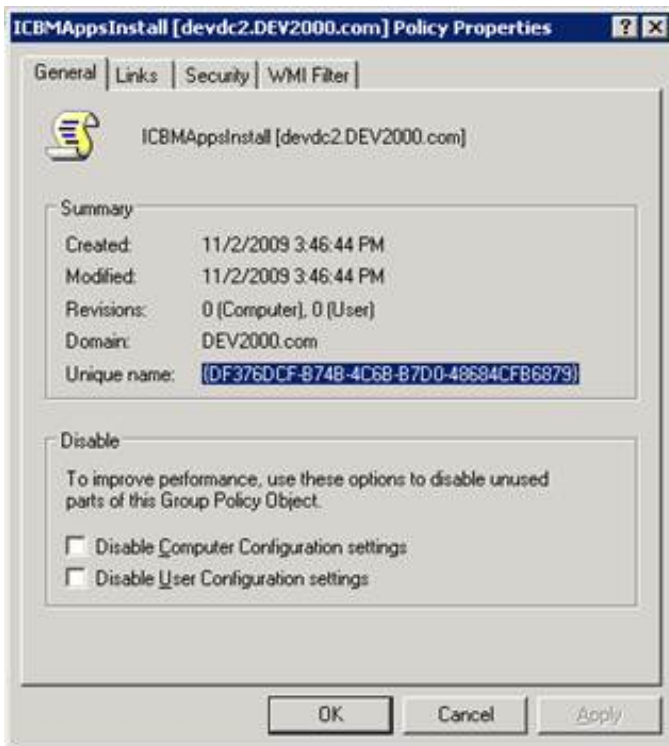 ICBMAppsInstall [devdc2.DEV2000.com] Policy Properties
General Links Security WMI Filter
ICBMAppsInstall [devdc2.DEV2000.com]
Summary
Created: 11/2/2009 3:46:44 PM
Modified: 11/2/2009 3:46:44 PM
Revisions: 0 (Computer), 0 (User)
Domain: DEV2000.com
Unique name: {DF376DCF-B74B-4C6B-B7D0-48684CFB6879}
Disable
To improve performance, use these options to disable unused
parts of this Group Policy Object.
Disable Computer Configuration settings
Disable User Configuration settings
OK Cancel Apply